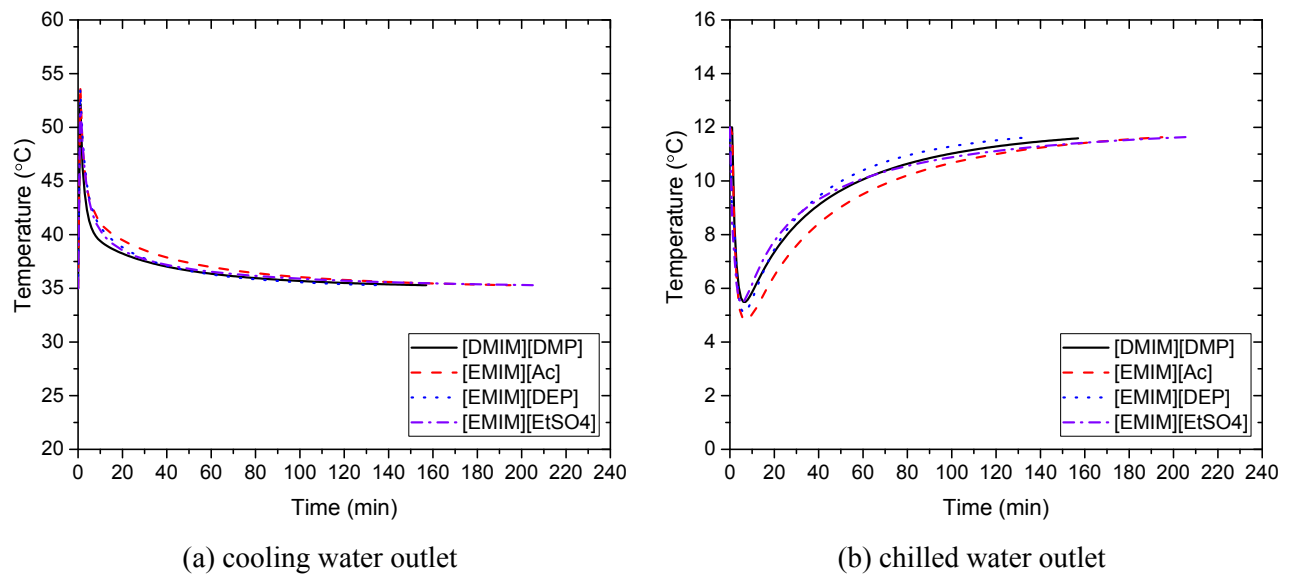 60
55
50
45
40
35
30
25
20
Temperature (°C)
0 20 40 60 80 100 120 140 160 180 200 220 240
Time (min)
[DMIM][DMP]
[EMIM][Ac]
[EMIM][DEP]
[EMIM][EtSO4]
(a) cooling water outlet
16
14
12
10
8
6
4
2
0
Temperature (°C)
0 20 40 60 80 100 120 140 160 180 200 220 240
Time (min)
[DMIM][DMP]
[EMIM][Ac]
[EMIM][DEP]
[EMIM][EtSO4]
(b) chilled water outlet